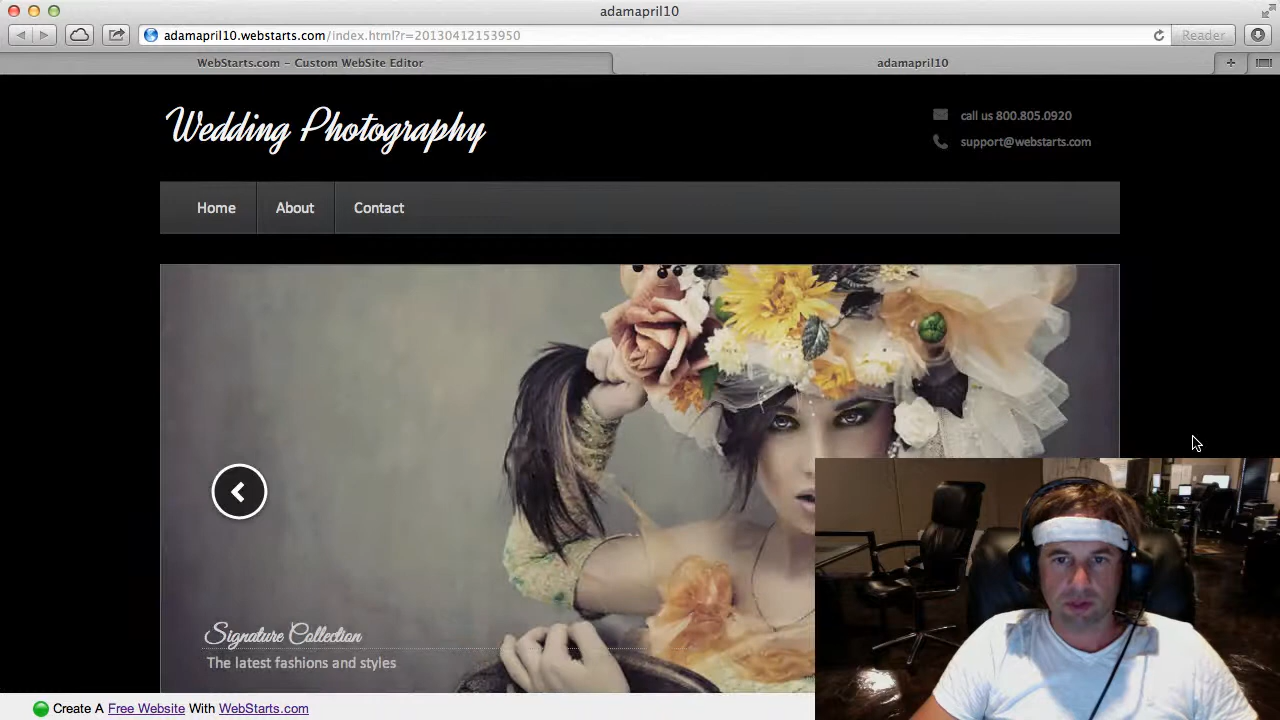 adamapril10
adamapril10.webstarts.com/index.html?r=20130412153950
Reader
WebStarts.com – Custom WebSite Editor
adamapril10
Wedding Photography
call us 800.805.0920
support@webstarts.com
Home
About
Contact
Signature Collection
The latest fashions and styles
Create A Free Website With WebStarts.com